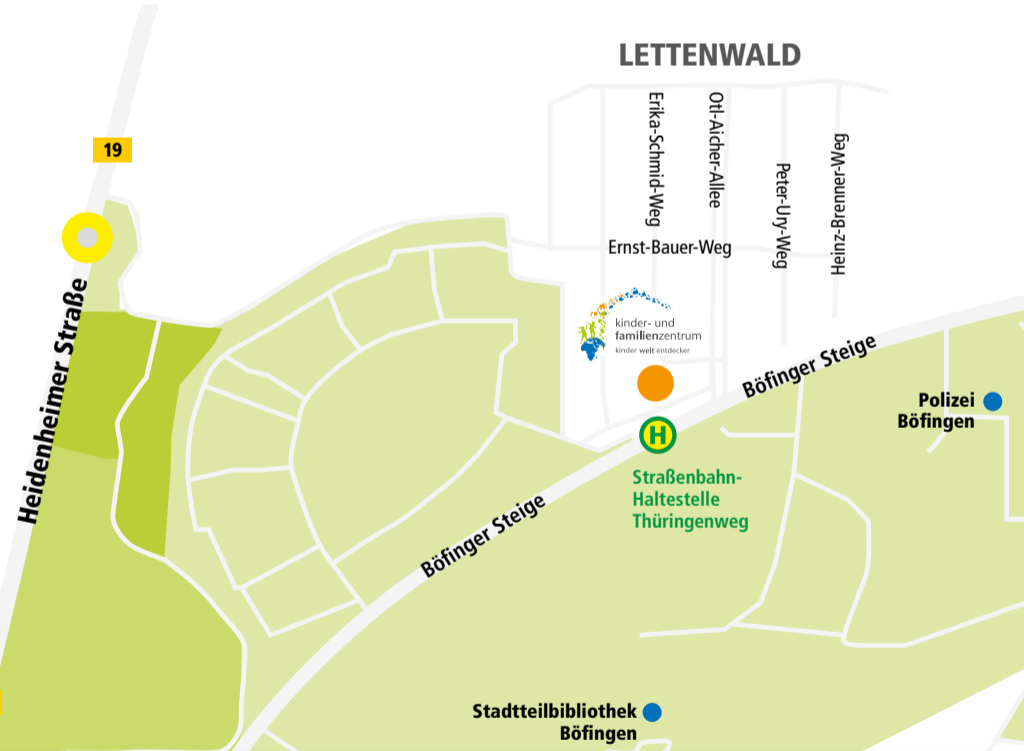 LETTENWALD
19
Erika-Schmid-Weg
Otl-Aicher-Allee
Peter-Ury-Weg
Heinz-Brenner-Weg
Ernst-Bauer-Weg
Heidenheimer Straße
kinder- und
familienzentrum
kinder welt entdecker
Böfinger Steige
Polizei
Böfingen
H
Straßenbahn-
Haltestelle
Thüringenweg
Böfinger Steige
Stadtteilbibliothek
Böfingen